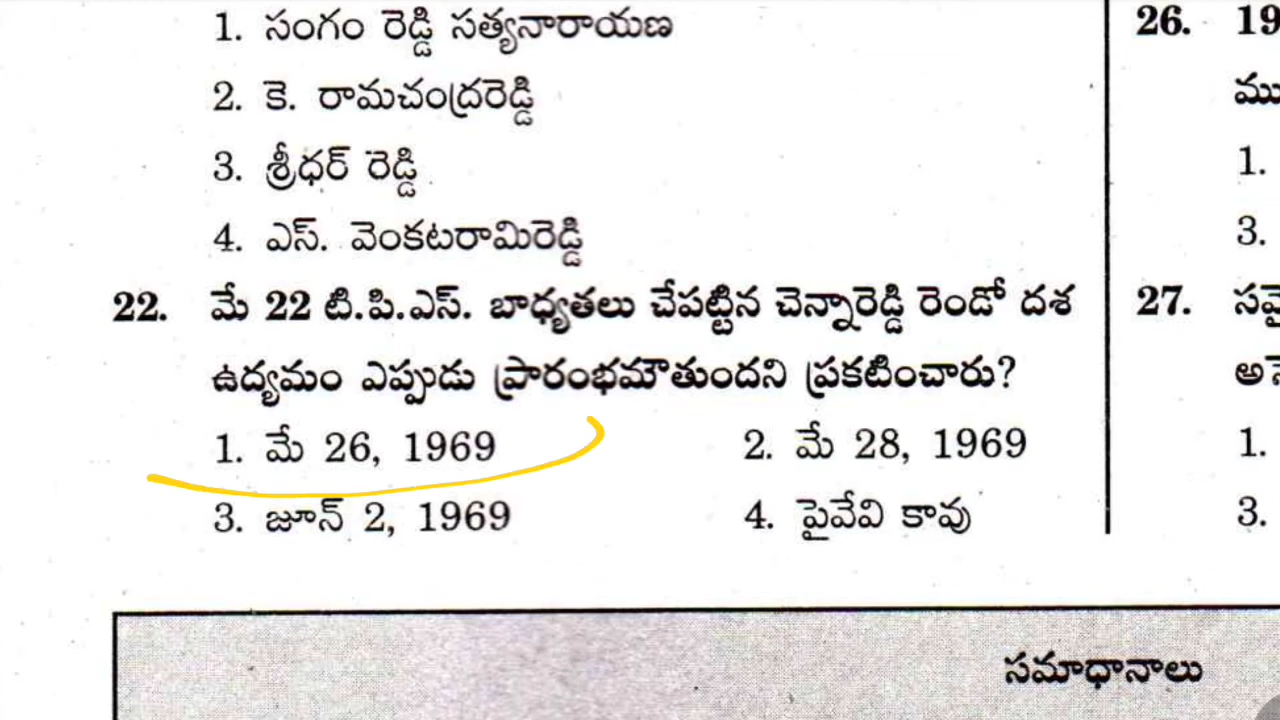 1. సంగం రెడ్డి సత్యనారాయణ
2. కె. రామచంద్రరెడ్డి
3. శ్రీధర్ రెడ్డి
4. ఎస్. వెంకటరామిరెడ్డి
22. మే 22 టి.పి.ఎస్. బాధ్యతలు చేపట్టిన చెన్నారెడ్డి రెండో దశ
ఉద్యమం ఎప్పుడు ప్రారంభమౌతుందని ప్రకటించారు?
1. మే 26, 1969 2. మే 28, 1969
3. జూన్ 2, 1969 4. పైవేవి కావు
26. 19
ము
1.
3.
27.
1.
3.
సమాధానాలు